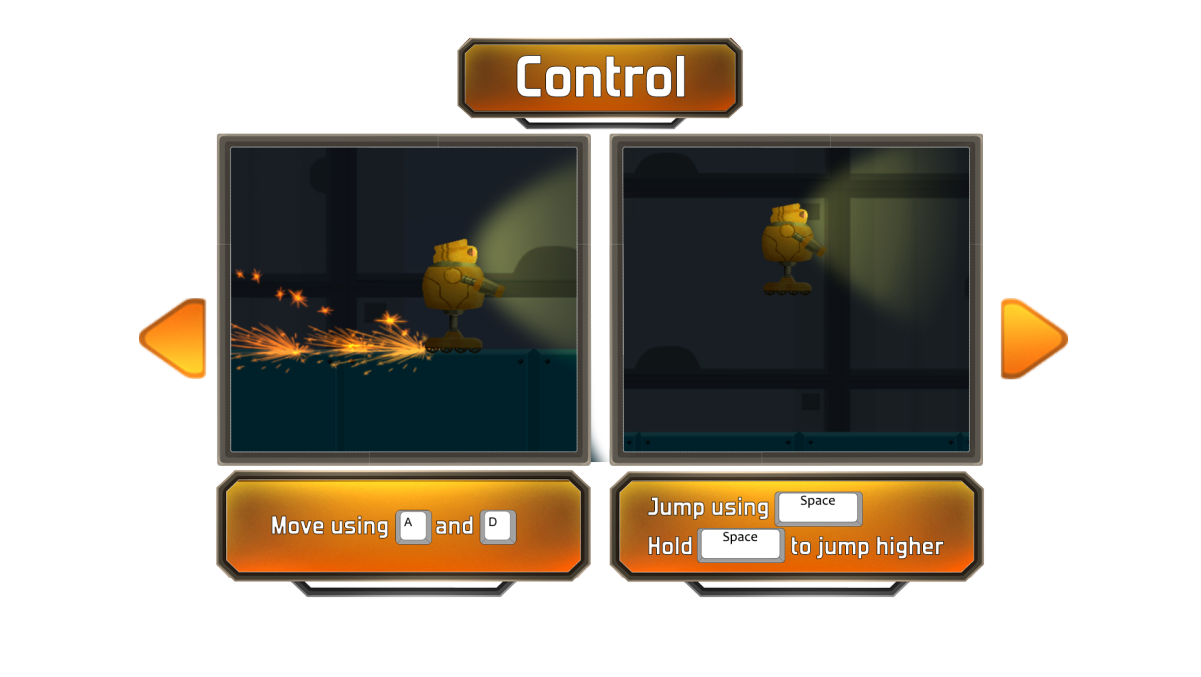 Control
Move using A and D
Jump using Space
Hold Space to jump higher